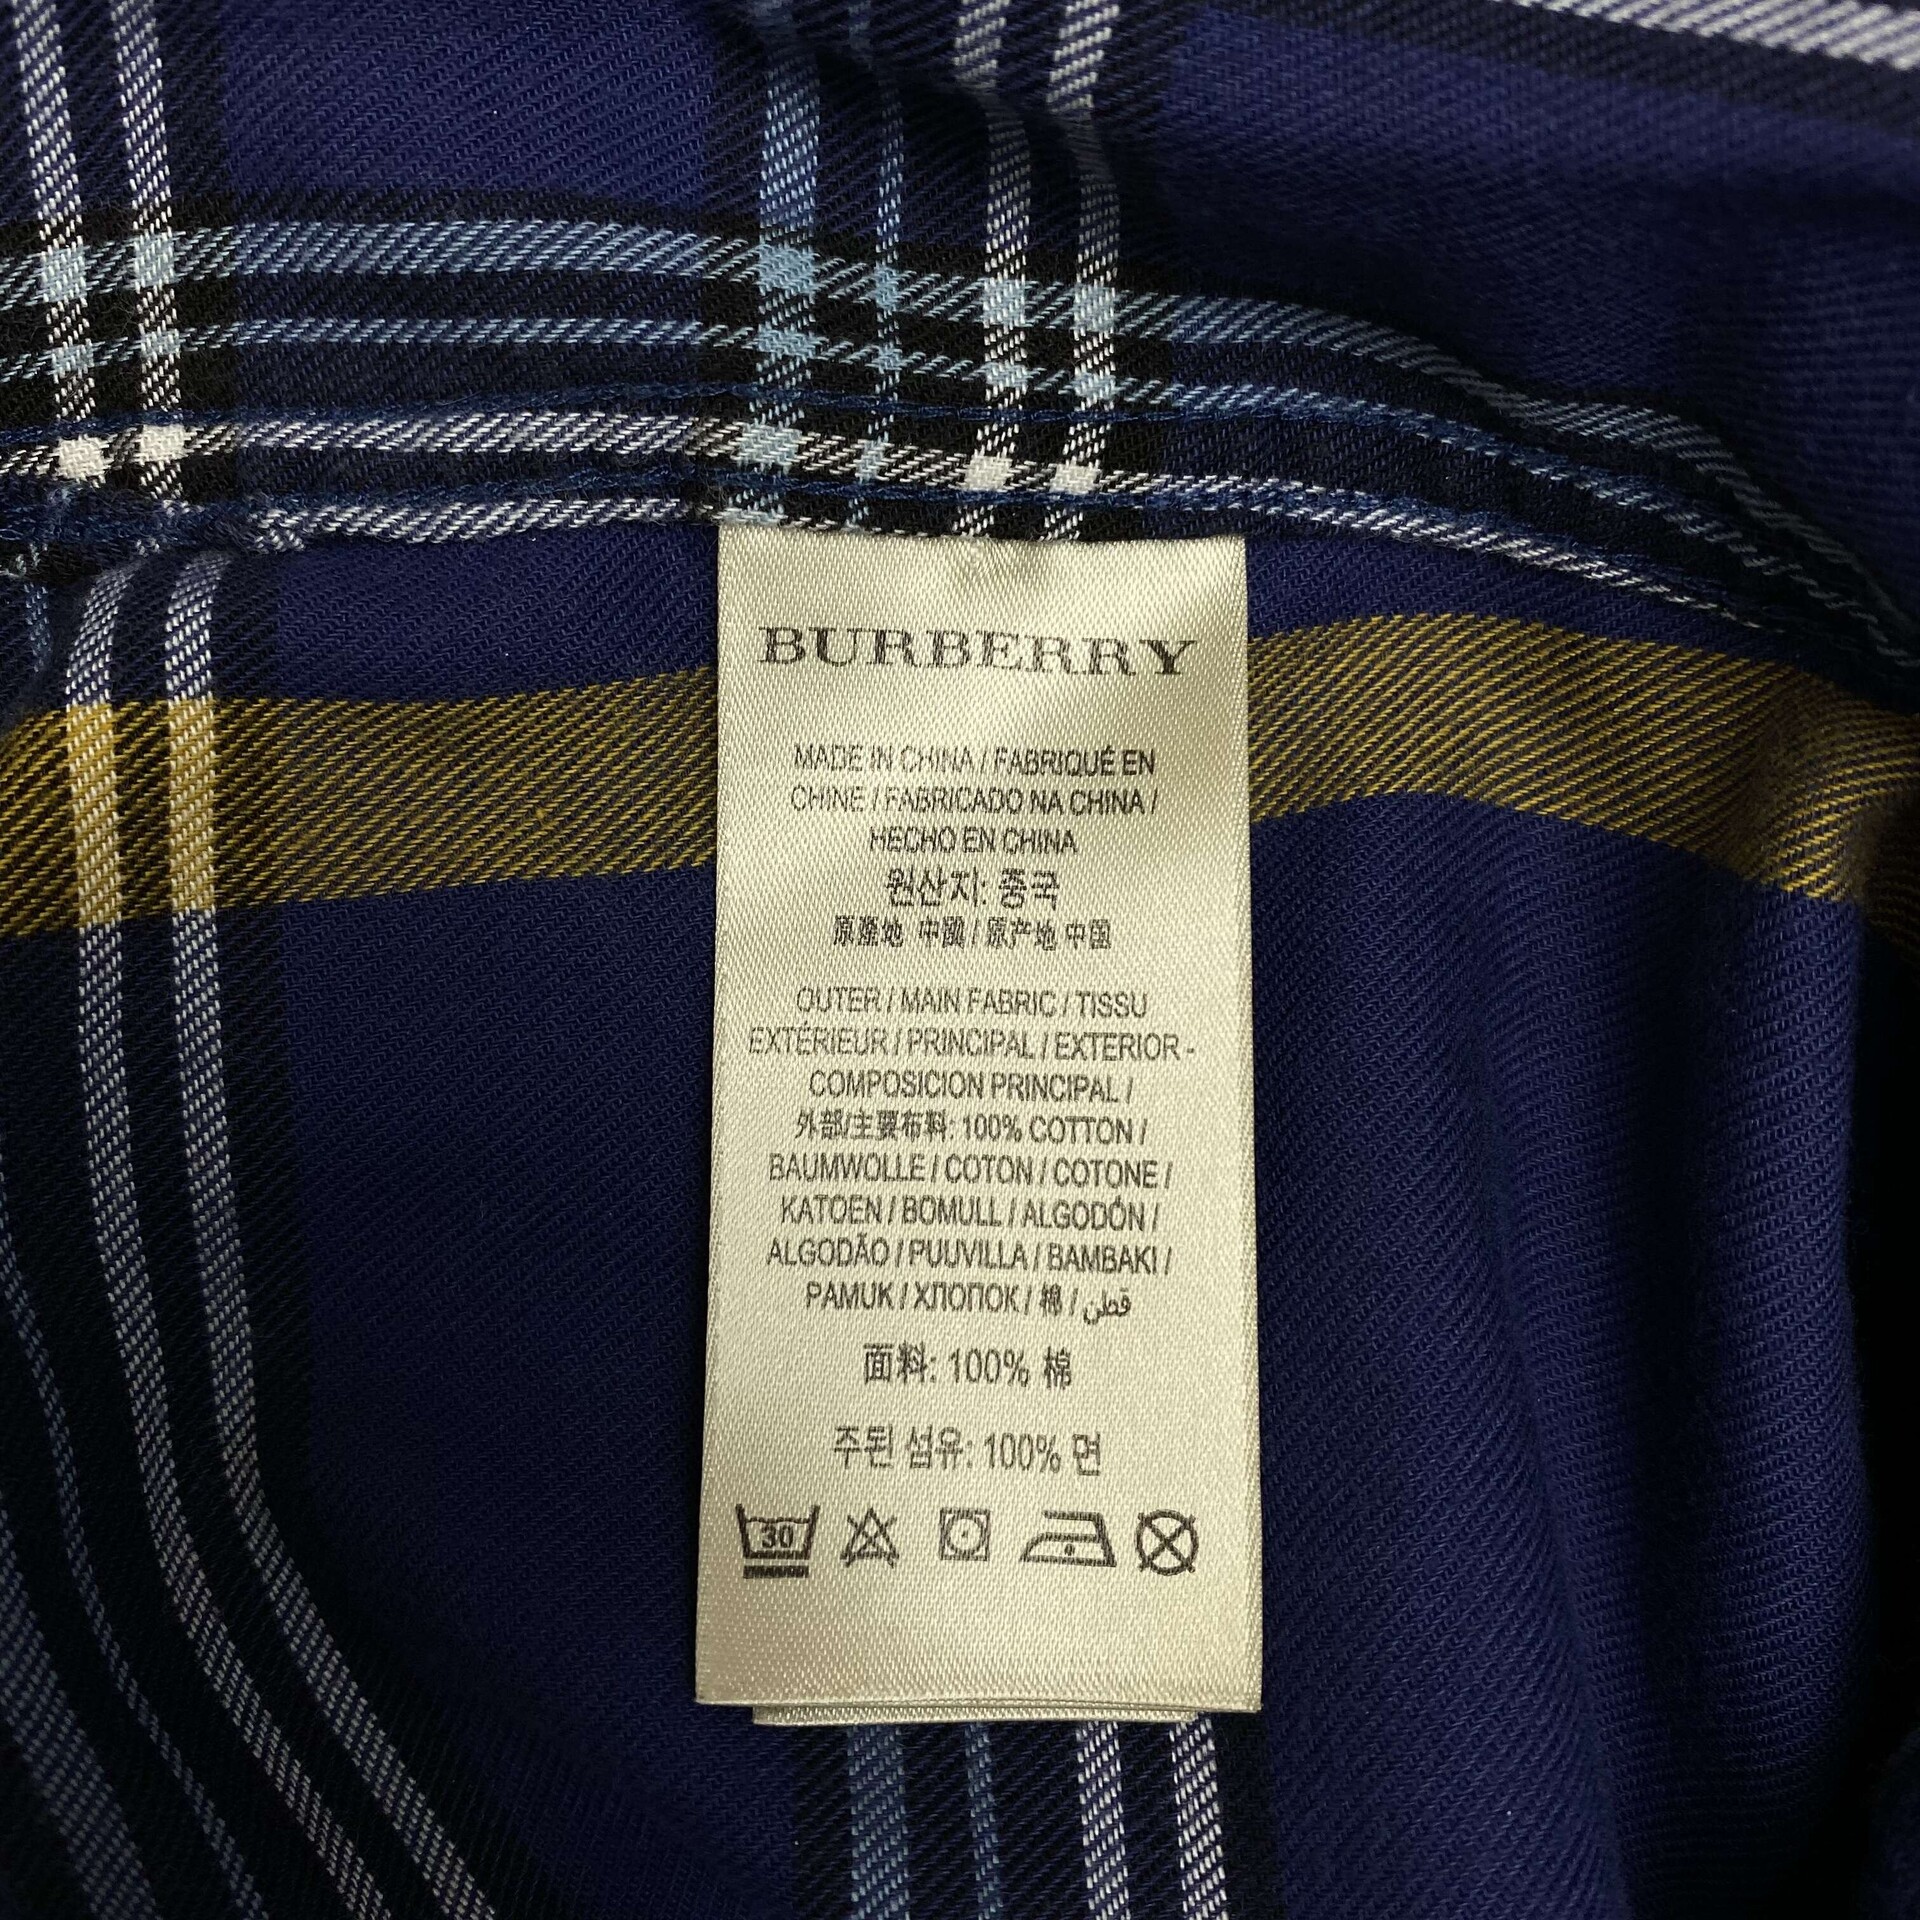 BURBERRY
MADE IN CHINA / FABRIQUÉ EN
CHINE / FABRICADO NA CHINA /
HECHO EN CHINA
원산지: 중국
原產地 中國 / 原产地 中国
OUTER / MAIN FABRIC / TISSU
EXTÉRIEUR / PRINCIPAL / EXTERIOR -
COMPOSICION PRINCIPAL /
外部/主要布料: 100% COTTON /
BAUMWOLLE / COTON / COTONE /
KATOEN / BOMULL / ALGODÓN /
ALGODÃO / PUUVILLA / BAMBAKI /
PAMUK / ХЛОПОК / 棉 / قطن
面料: 100% 棉
주된 섬유: 100% 면
30